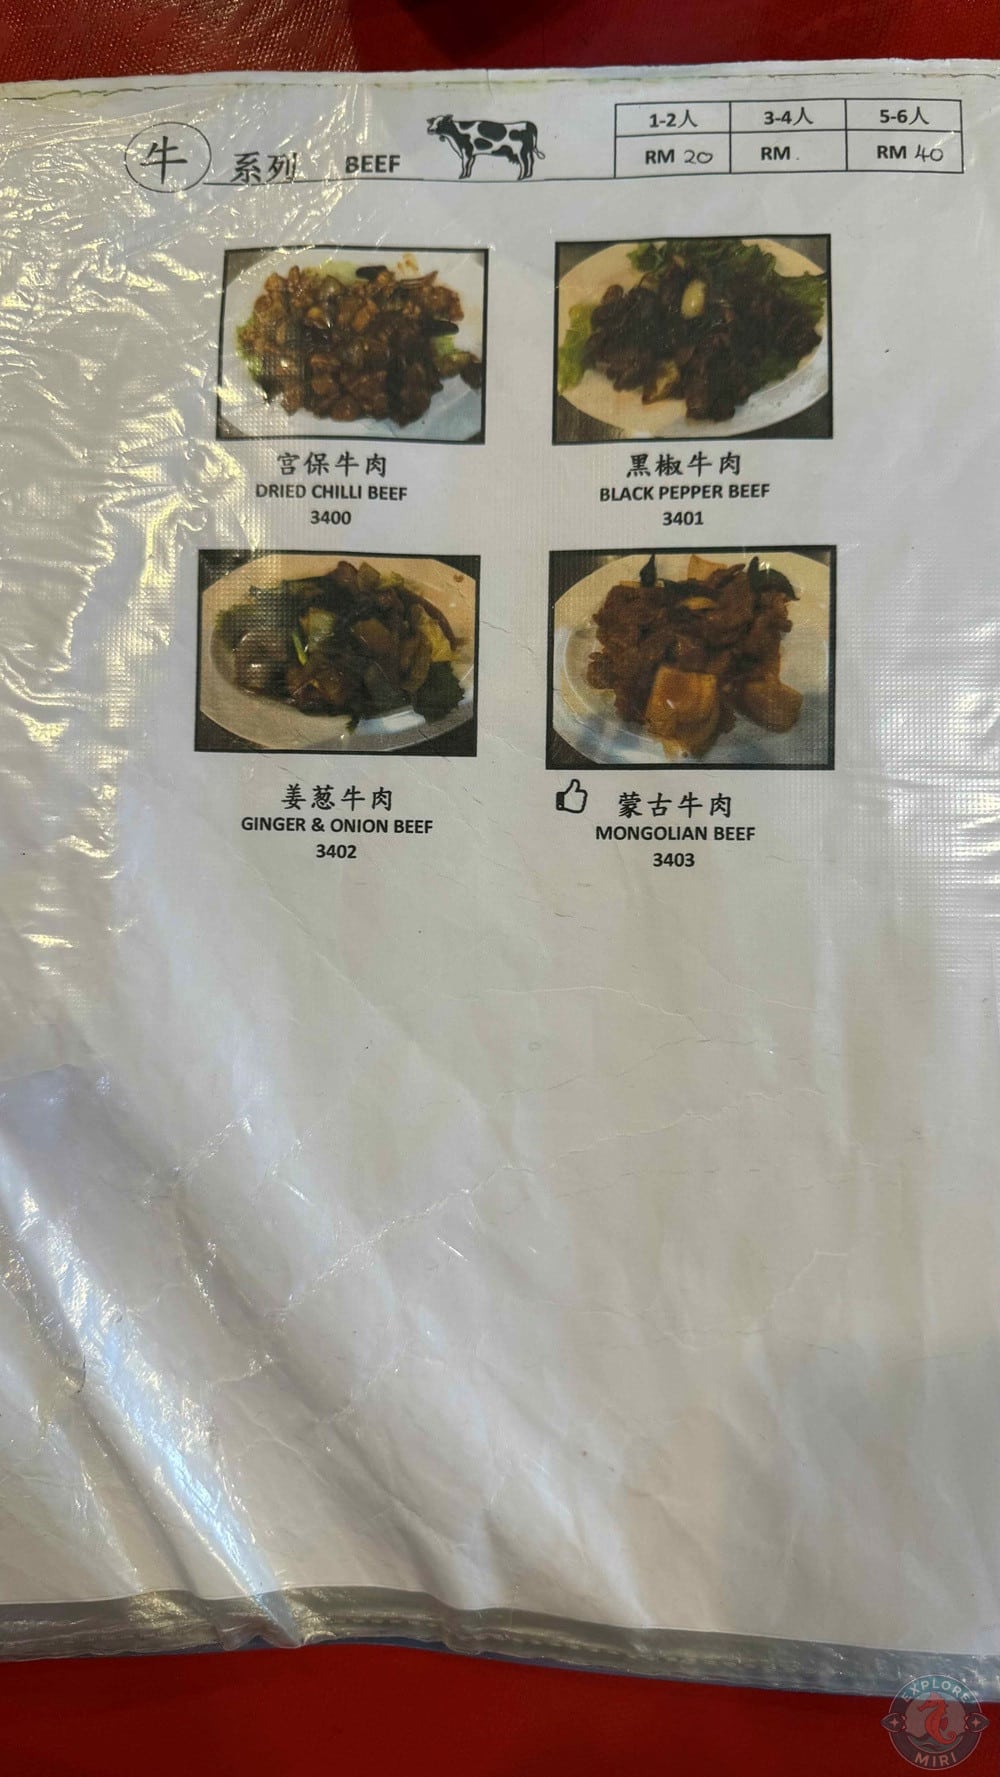 牛 系列 BEEF
1-2人 3-4人 5-6人
RM 20 RM . RM 40
宫保牛肉 黑椒牛肉
DRIED CHILLI BEEF BLACK PEPPER BEEF
3400 3401
姜葱牛肉 蒙古牛肉
GINGER & ONION BEEF MONGOLIAN BEEF
3402 3403
EXPLORE
MIRI